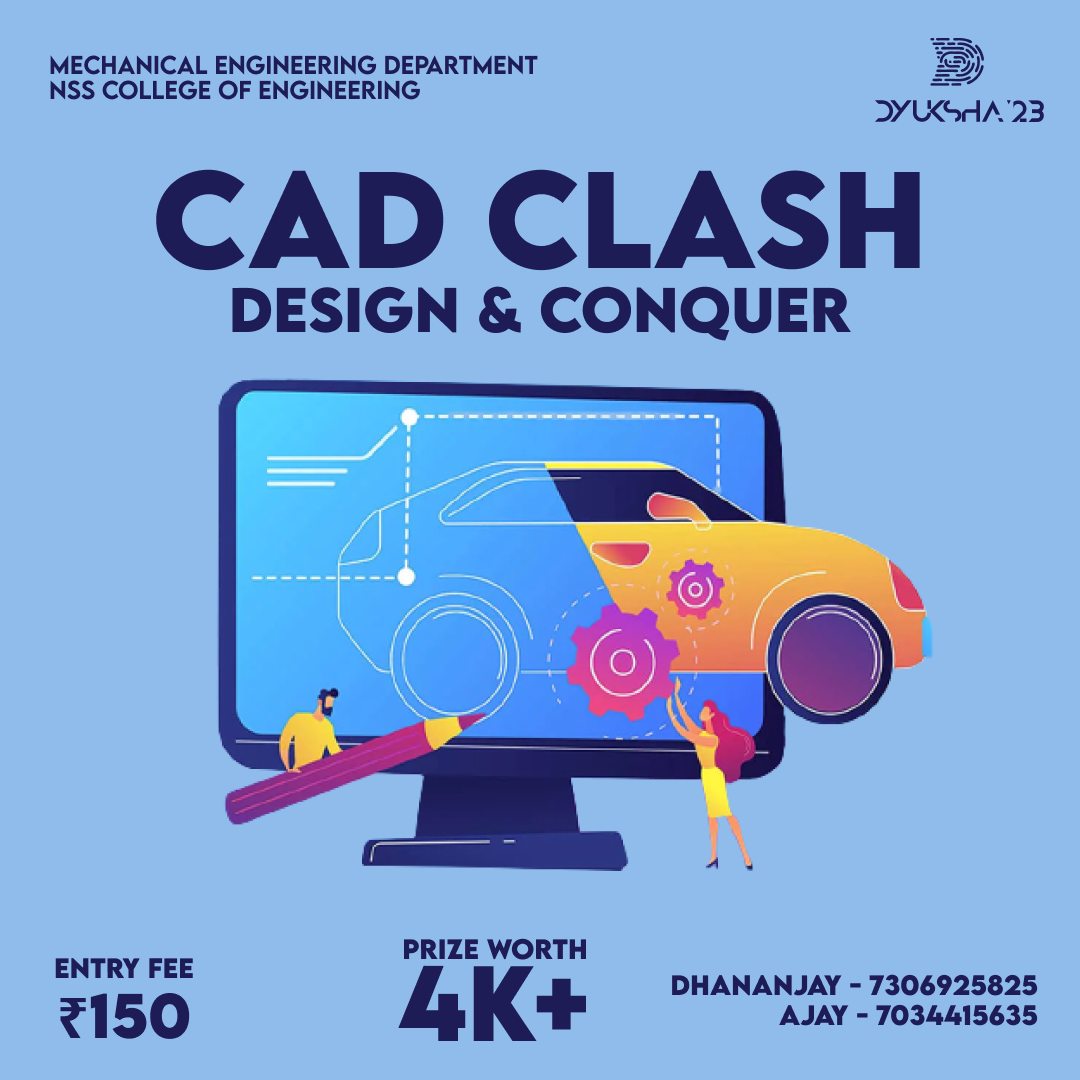 MECHANICAL ENGINEERING DEPARTMENT
NSS COLLEGE OF ENGINEERING
DYUKSHA '23
CAD CLASH
DESIGN & CONQUER
ENTRY FEE
₹150
PRIZE WORTH
4K+
DHANANJAY - 7306925825
AJAY - 7034415635